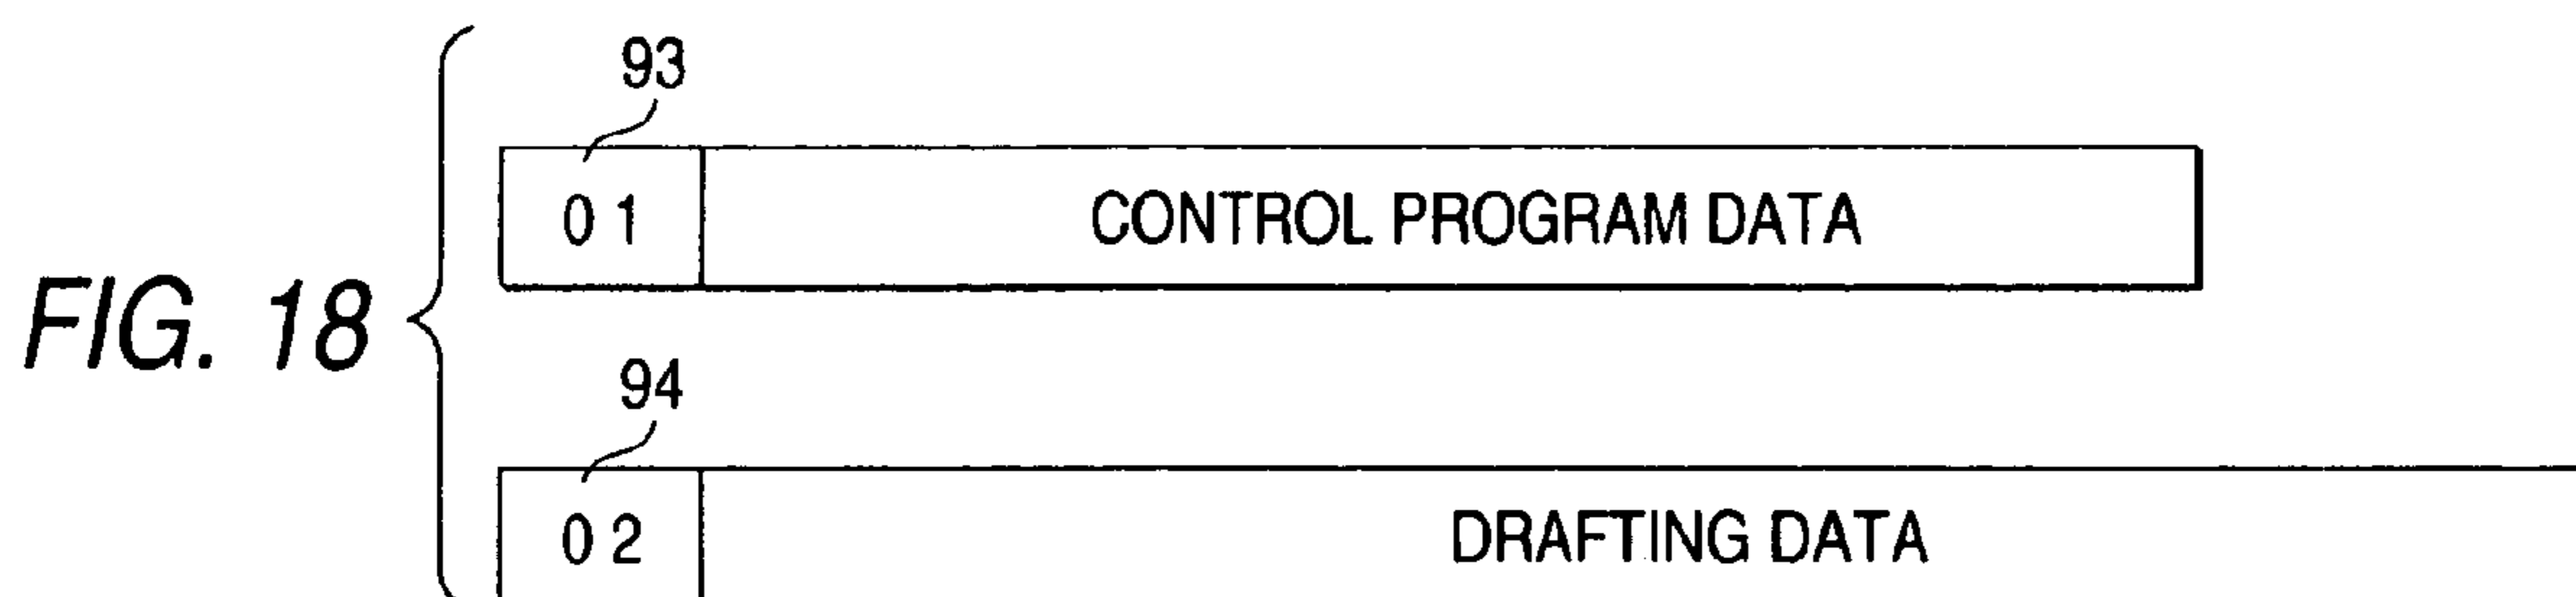 93
0 1 CONTROL PROGRAM DATA
FIG. 18
94
0 2 DRAFTING DATA